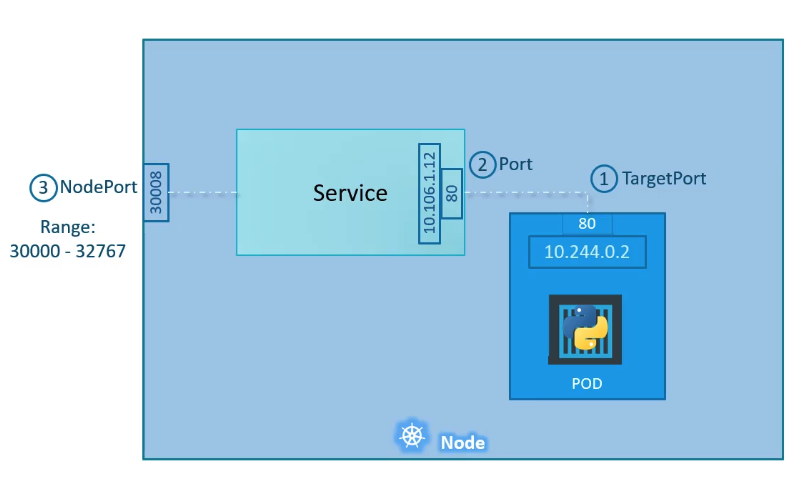 3 NodePort
Range:
30000 - 32767
30008
Service
10.106.1.12
80
2 Port
1 TargetPort
80
10.244.0.2
POD
Node